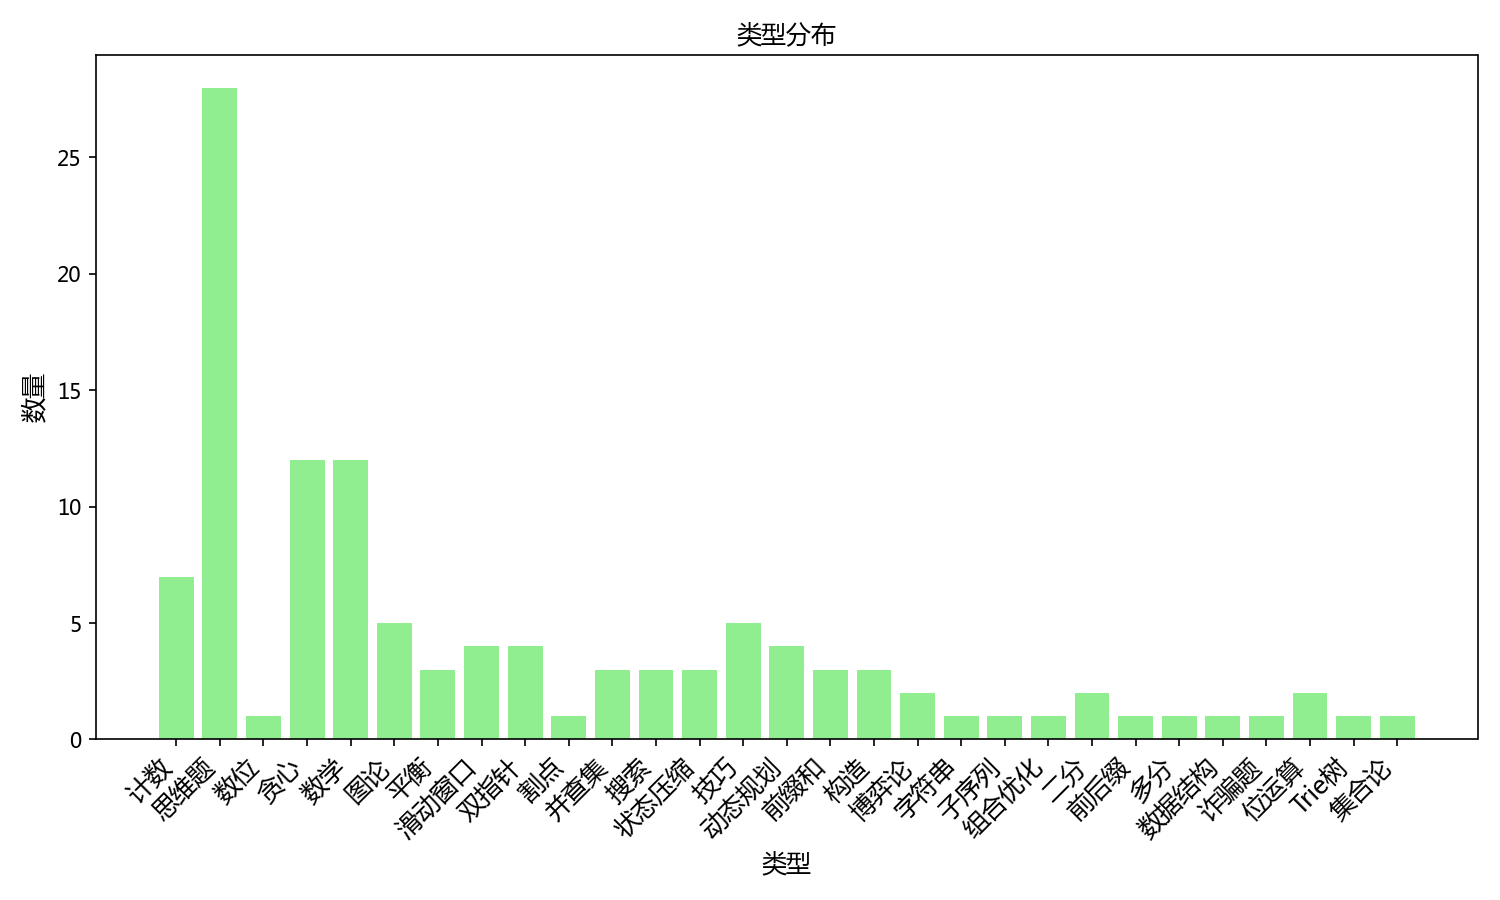 类型分布
数量
25
20
15
10
5
0
计数
思维题
数位
贪心
数学
图论
平衡
滑动窗口
双指针
割点
并查集
搜索
状态压缩
技巧
动态规划
前缀和
构造
博弈论
字符串
子序列
组合优化
二分
前后缀
多分
数据结构
诈骗题
位运算
Trie树
集合论
类型